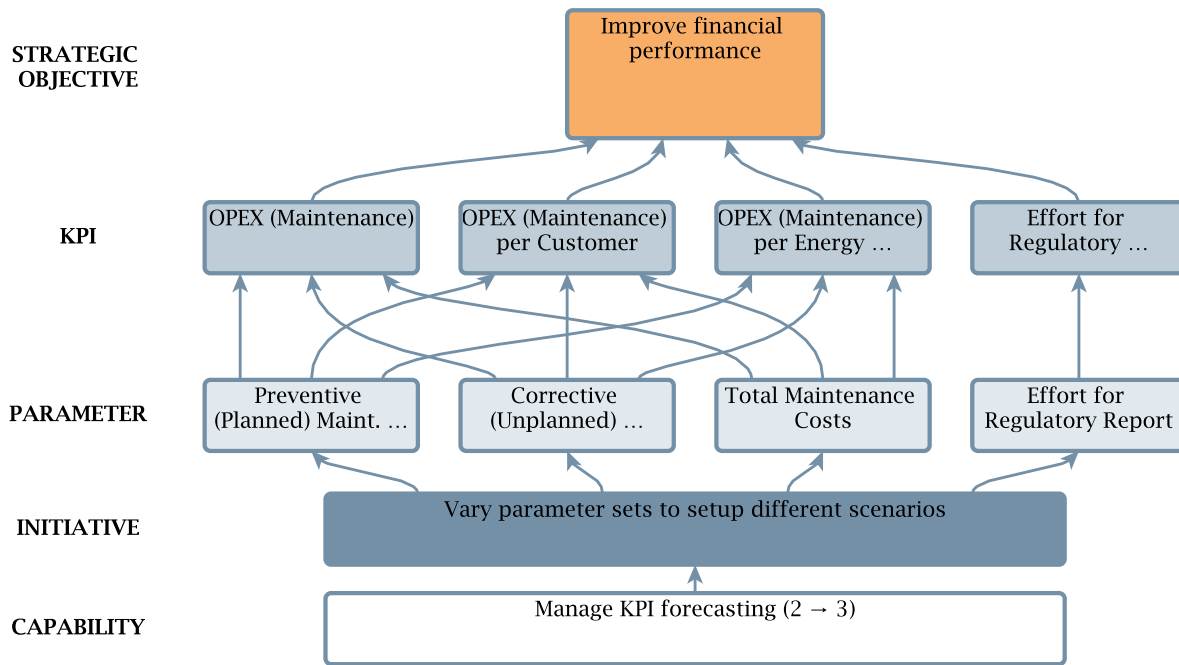 STRATEGIC
OBJECTIVE
Improve financial
performance
KPI
OPEX (Maintenance)
OPEX (Maintenance)
per Customer
OPEX (Maintenance)
per Energy …
Effort for
Regulatory …
PARAMETER
Preventive
(Planned) Maint. …
Corrective
(Unplanned) …
Total Maintenance
Costs
Effort for
Regulatory Report
INITIATIVE
Vary parameter sets to setup different scenarios
CAPABILITY
Manage KPI forecasting (2 → 3)